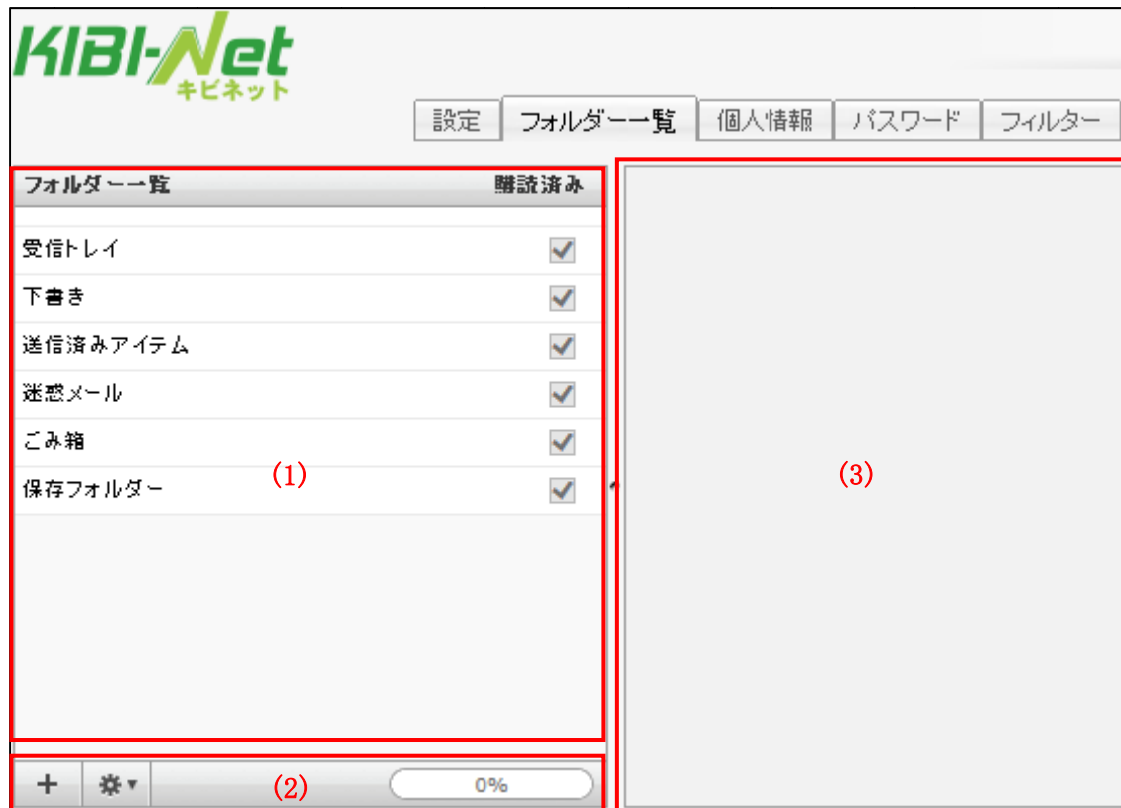 KIBI-Net
キビネット
設定 フォルダー一覧 個人情報 パスワード フィルター
フォルダー一覧 購読済み
受信トレイ
下書き
送信済みアイテム
迷惑メール
ごみ箱
保存フォルダー
(1)
(3)
(2)
0%